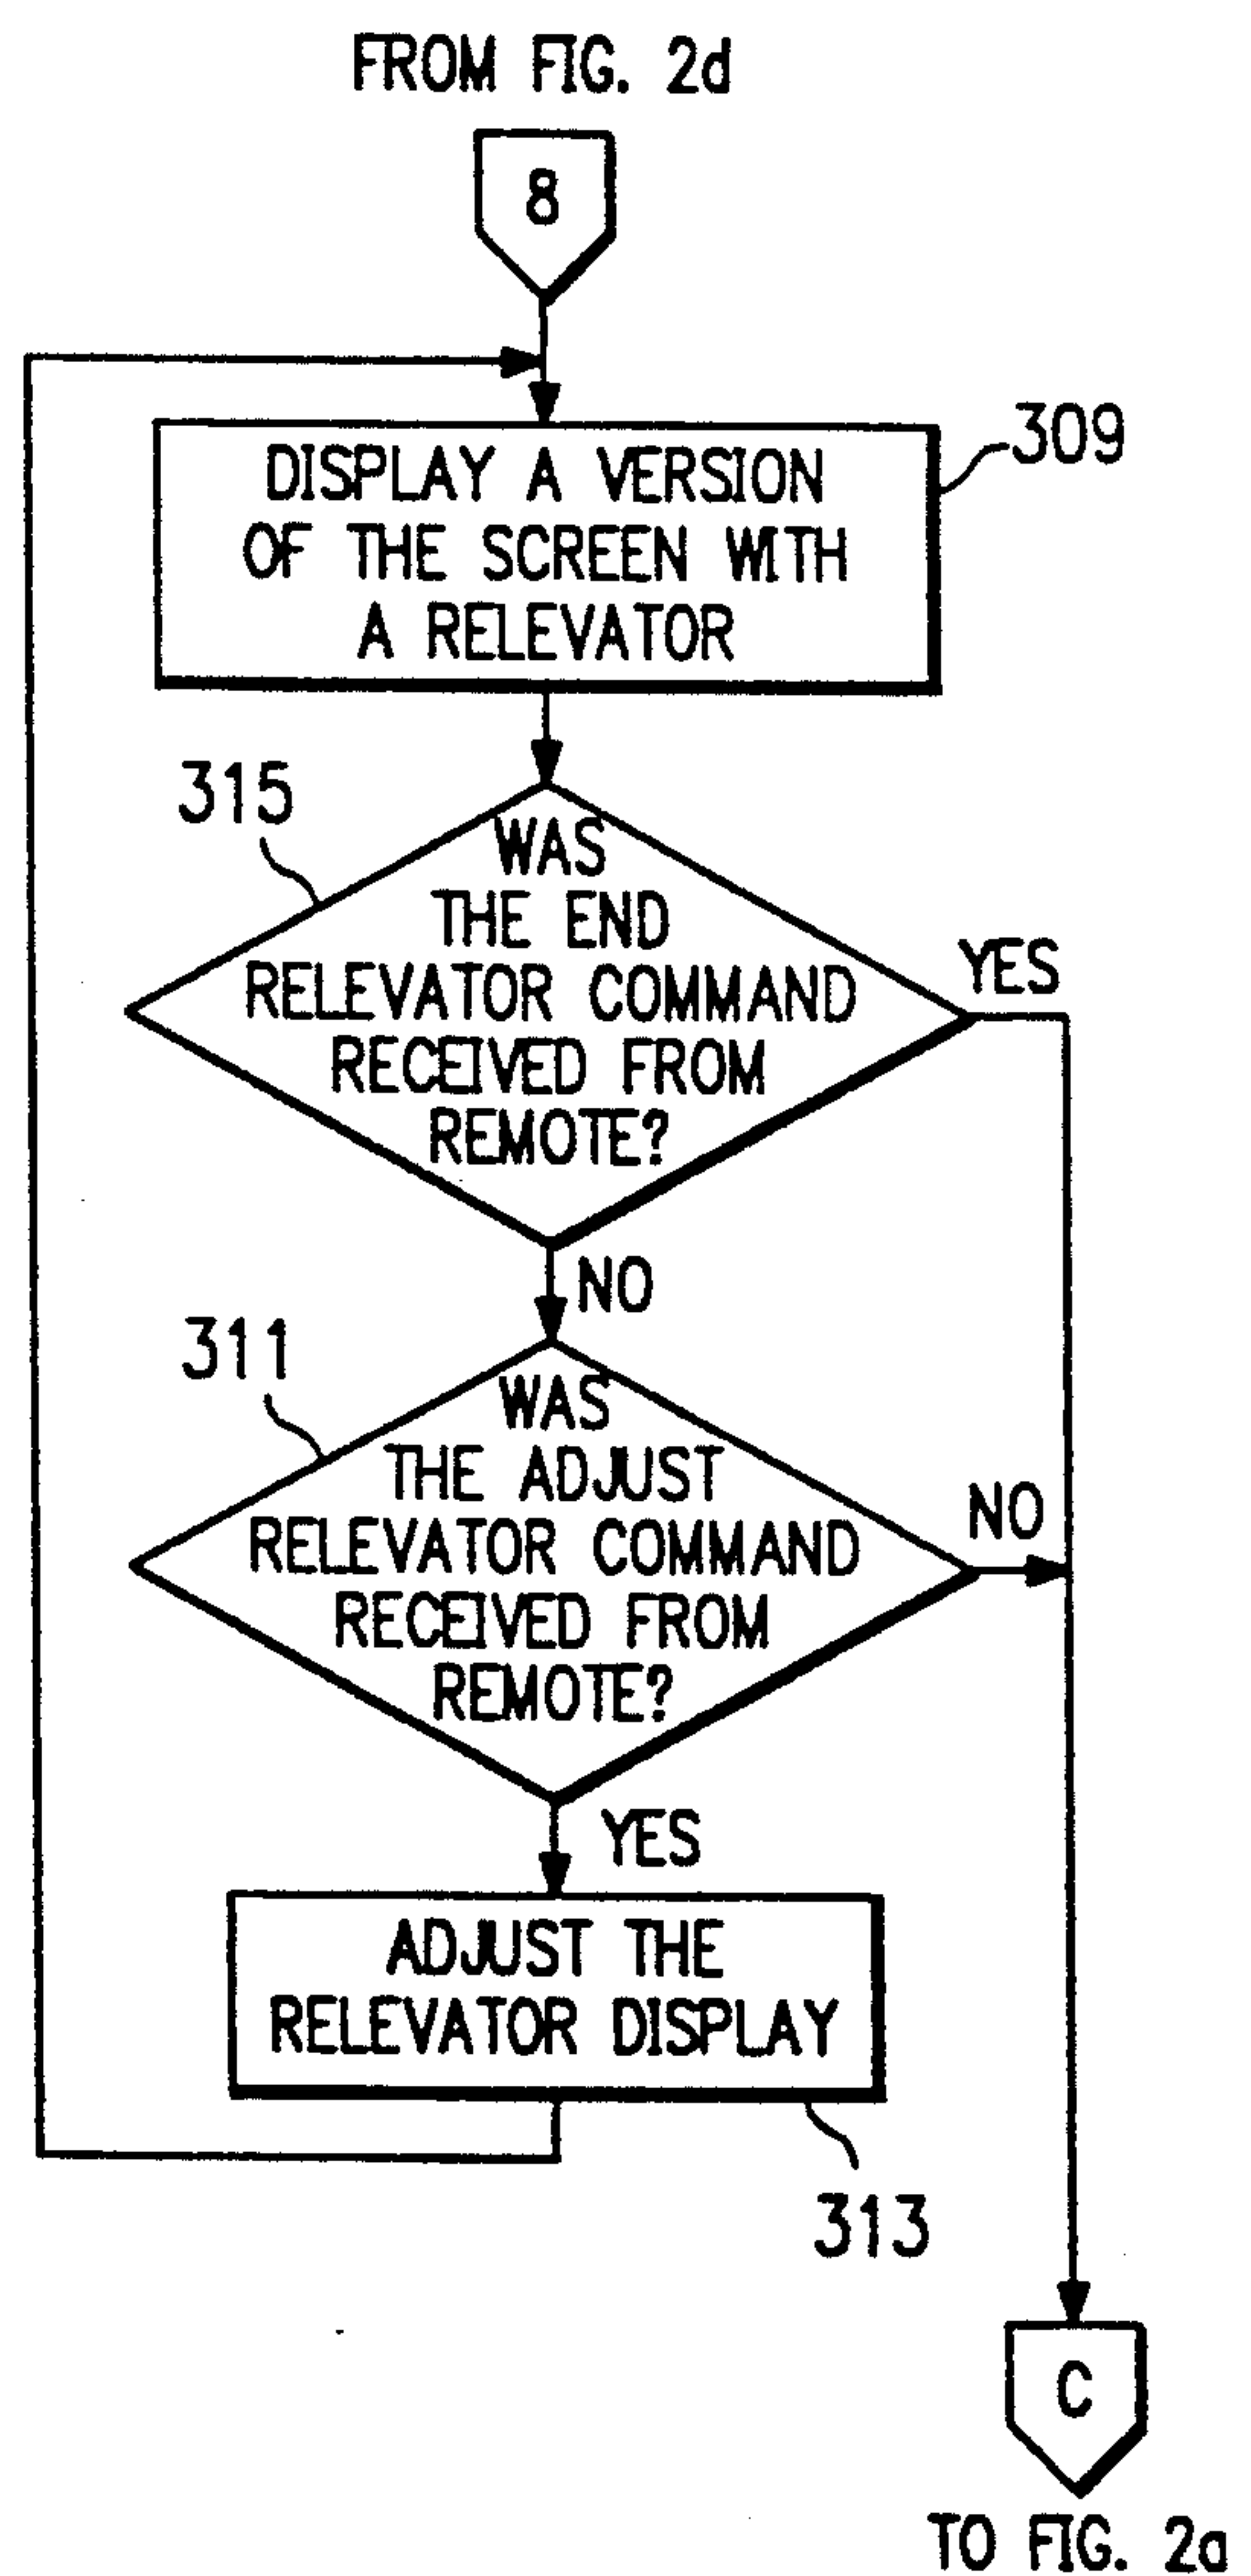 FROM FIG. 2d
8
309
DISPLAY A VERSION
OF THE SCREEN WITH
A RELEVATOR
315
WAS
THE END
RELEVATOR COMMAND
RECEIVED FROM
REMOTE?
YES
NO
311
WAS
THE ADJUST
RELEVATOR COMMAND
RECEIVED FROM
REMOTE?
NO
YES
ADJUST THE
RELEVATOR DISPLAY
313
C
TO FIG. 2a